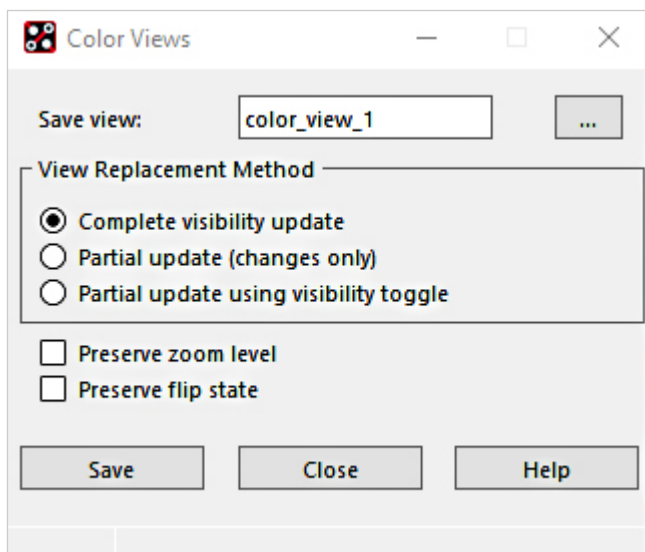 Color Views
Save view: color_view_1 ...
View Replacement Method
Complete visibility update
Partial update (changes only)
Partial update using visibility toggle
Preserve zoom level
Preserve flip state
Save Close Help